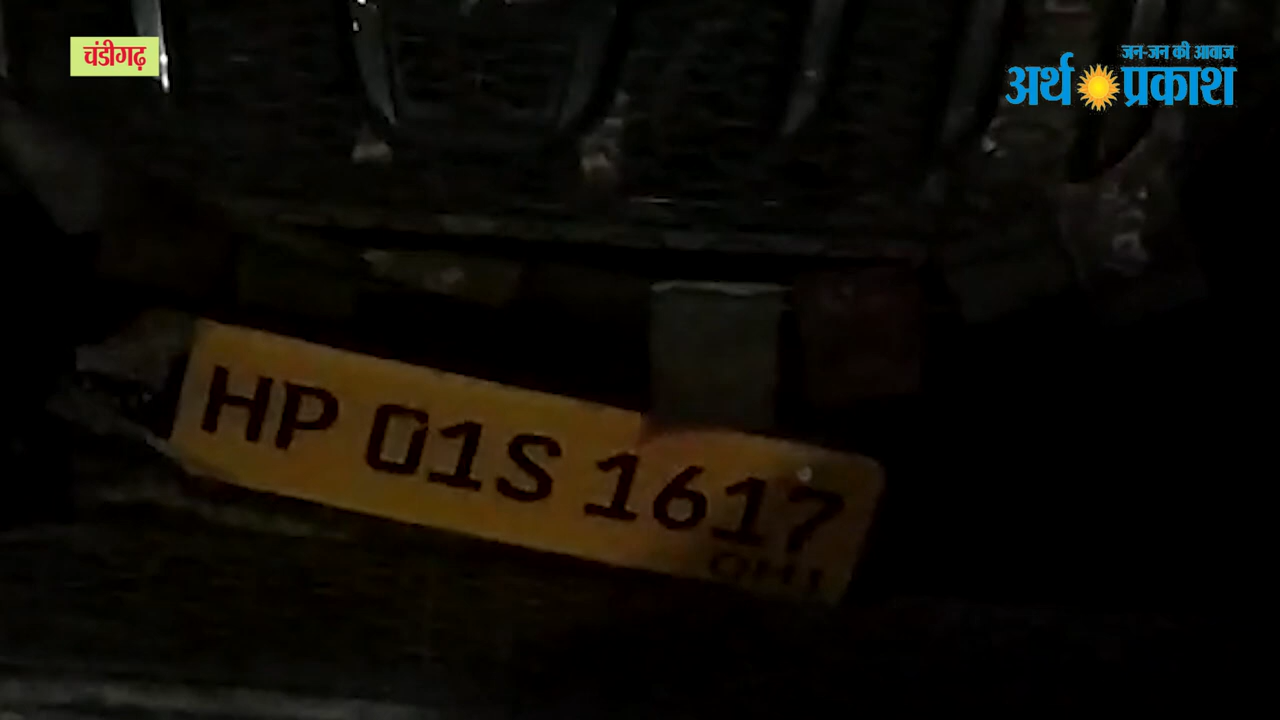 चंडीगढ़
जन-जन की आवाज
अर्थ प्रकाश
HP 01S 1617